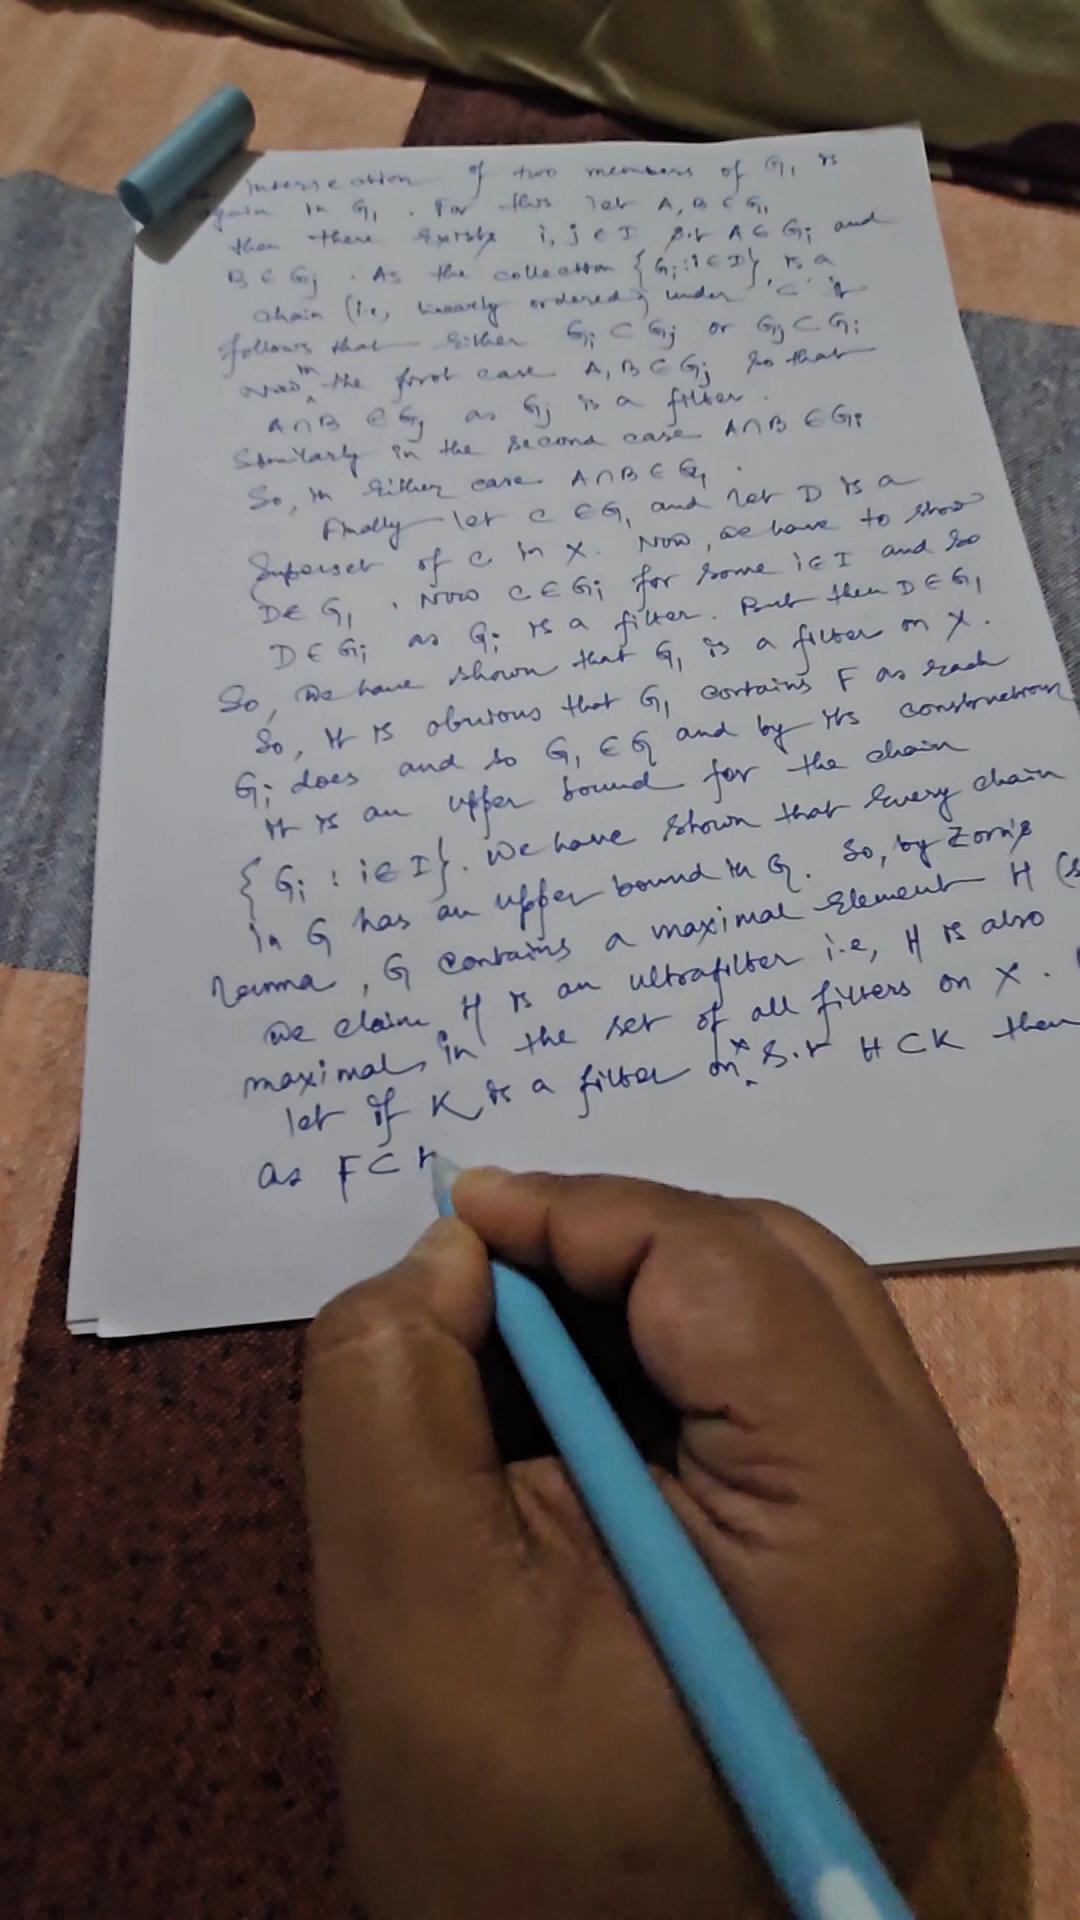 intersection of two members of G₁ is
again in G₁. For this let A, B ∈ G₁
then there exists i, j ∈ I s.t A ∈ Gi and
B ∈ Gj. As the collection {Gi : i ∈ I} is a
chain (i.e, linearly ordered) under '⊂' it
follows that either Gi ⊂ Gj or Gj ⊂ Gi
Now in the first case A, B ∈ Gj so that
A ∩ B ∈ Gj as Gj is a filter.
Similarly in the second case A ∩ B ∈ Gi
So, in either case A ∩ B ∈ G₁.
Finally let C ∈ G₁ and let D is a
Superset of C in X. Now, we have to show
D ∈ G₁. Now C ∈ Gi for some i ∈ I and so
D ∈ Gi as Gi is a filter. But then D ∈ G₁
So, we have shown that G₁ is a filter on X.
So, it is obvious that G₁ contains F as each
Gi does and so G₁ ∈ G and by its construction
it is an upper bound for the chain
{Gi : i ∈ I}. We have shown that every chain
in G has an upper bound in G. So, by Zorn's
lemma, G contains a maximal element H
We claim H is an ultrafilter i.e, H is also
maximal in the set of all filters on X.
let if K is a filter on X s.t H ⊂ K then
as F ⊂ H